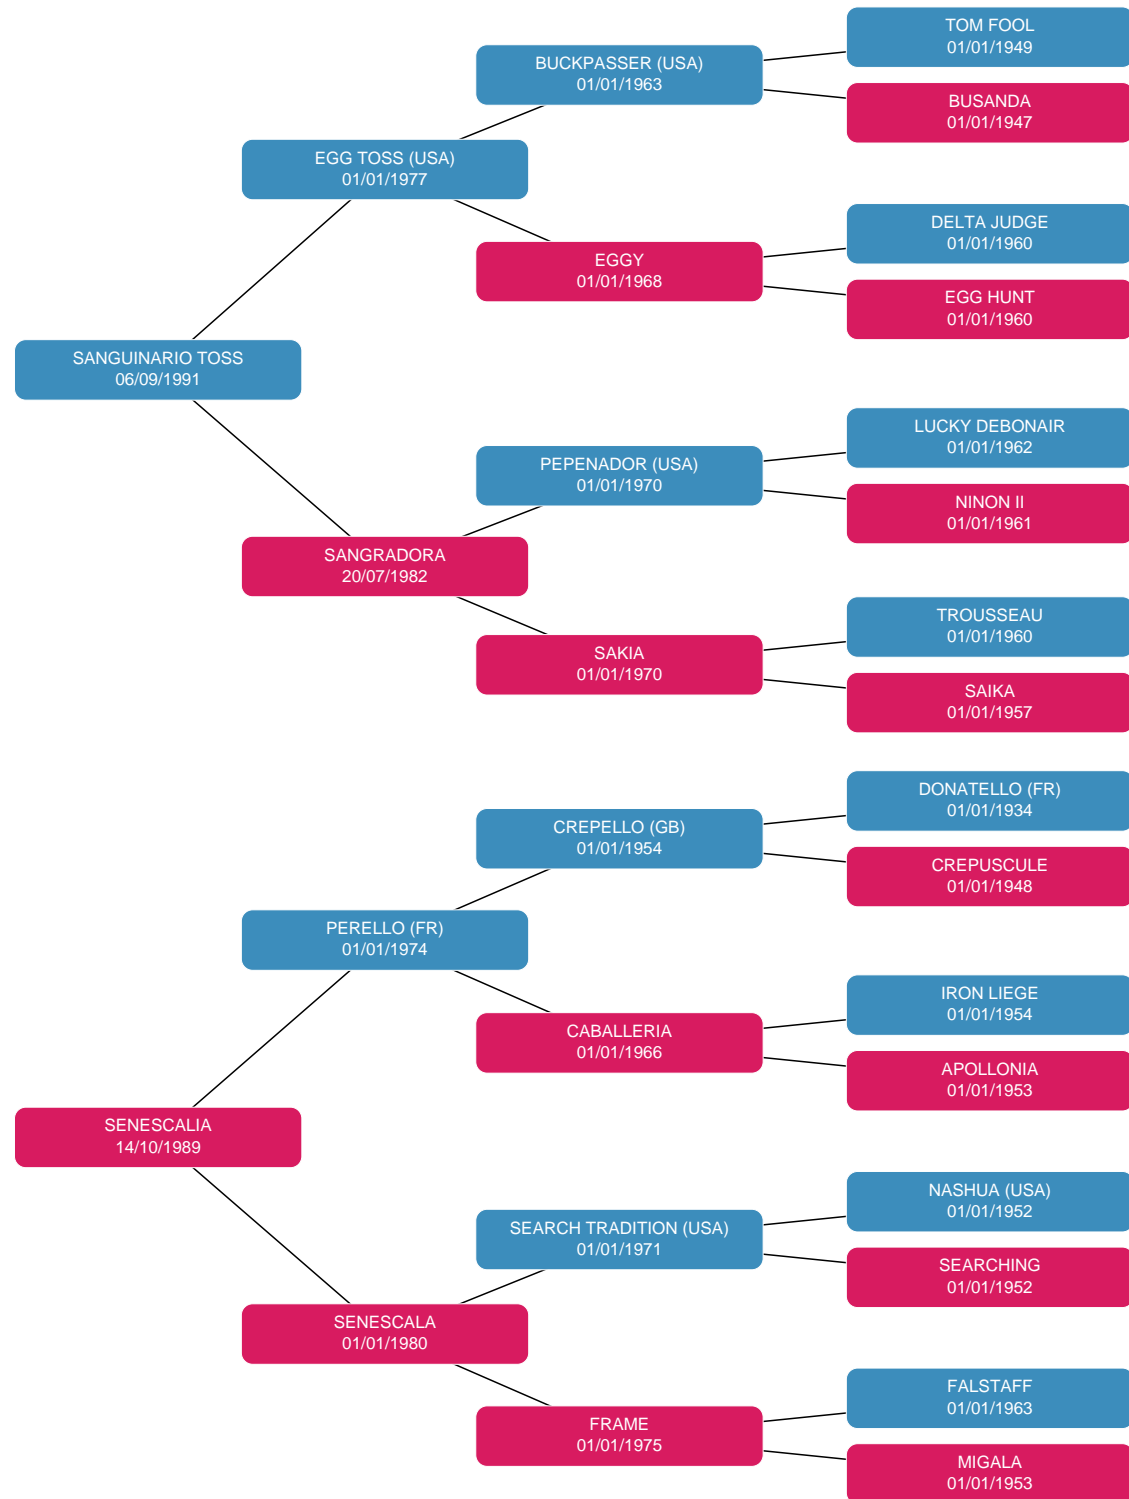 TOM FOOL
01/01/1949
BUCKPASSER (USA)
01/01/1963
BUSANDA
01/01/1947
EGG TOSS (USA)
01/01/1977
DELTA JUDGE
01/01/1960
EGGY
01/01/1968
EGG HUNT
01/01/1960
SANGUINARIO TOSS
06/09/1991
LUCKY DEBONAIR
01/01/1962
PEPENADOR (USA)
01/01/1970
NINON II
01/01/1961
SANGRADORA
20/07/1982
TROUSSEAU
01/01/1960
SAKIA
01/01/1970
SAIKA
01/01/1957
DONATELLO (FR)
01/01/1934
CREPELLO (GB)
01/01/1954
CREPUSCULE
01/01/1948
PERELLO (FR)
01/01/1974
IRON LIEGE
01/01/1954
CABALLERIA
01/01/1966
APOLLONIA
01/01/1953
SENESCALIA
14/10/1989
NASHUA (USA)
01/01/1952
SEARCH TRADITION (USA)
01/01/1971
SEARCHING
01/01/1952
SENESCALA
01/01/1980
FALSTAFF
01/01/1963
FRAME
01/01/1975
MIGALA
01/01/1953